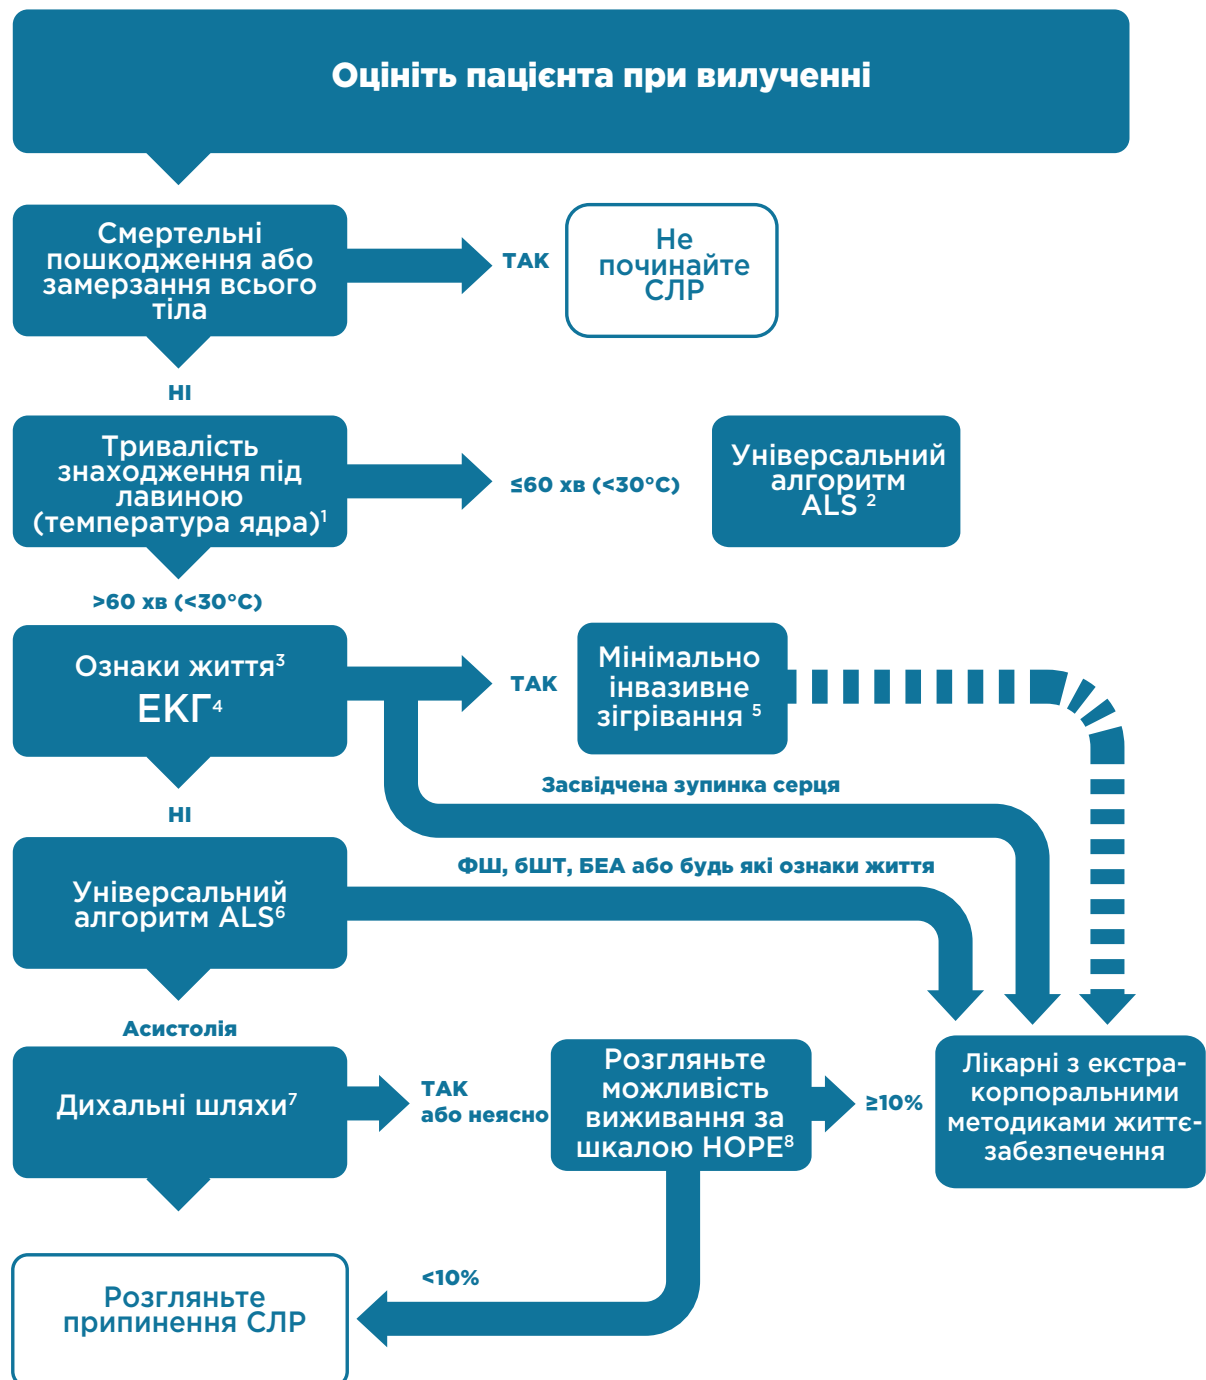 Оцініть пацієнта при вилученні
Смертельні
пошкодження або
замерзання всього
тіла
ТАК
Не
починайте
СЛР
НІ
Тривалість
знаходження під
лавиною
(температура ядра)¹
≤60 хв (<30°C)
Універсальний
алгоритм
ALS ²
>60 хв (<30°C)
Ознаки життя³
ЕКГ⁴
ТАК
Мінімально
інвазивне
зігрівання ⁵
Засвідчена зупинка серця
НІ
Універсальний
алгоритм ALS⁶
ФШ, бШТ, БЕА або будь які ознаки життя
Асистолія
Дихальні шляхи⁷
ТАК
або неясно
Розгляньте
можливість
виживання за
шкалою HOPE⁸
≥10%
Лікарні з екстра-
корпоральними
методиками життє-
забезпечення
<10%
Розгляньте
припинення СЛР